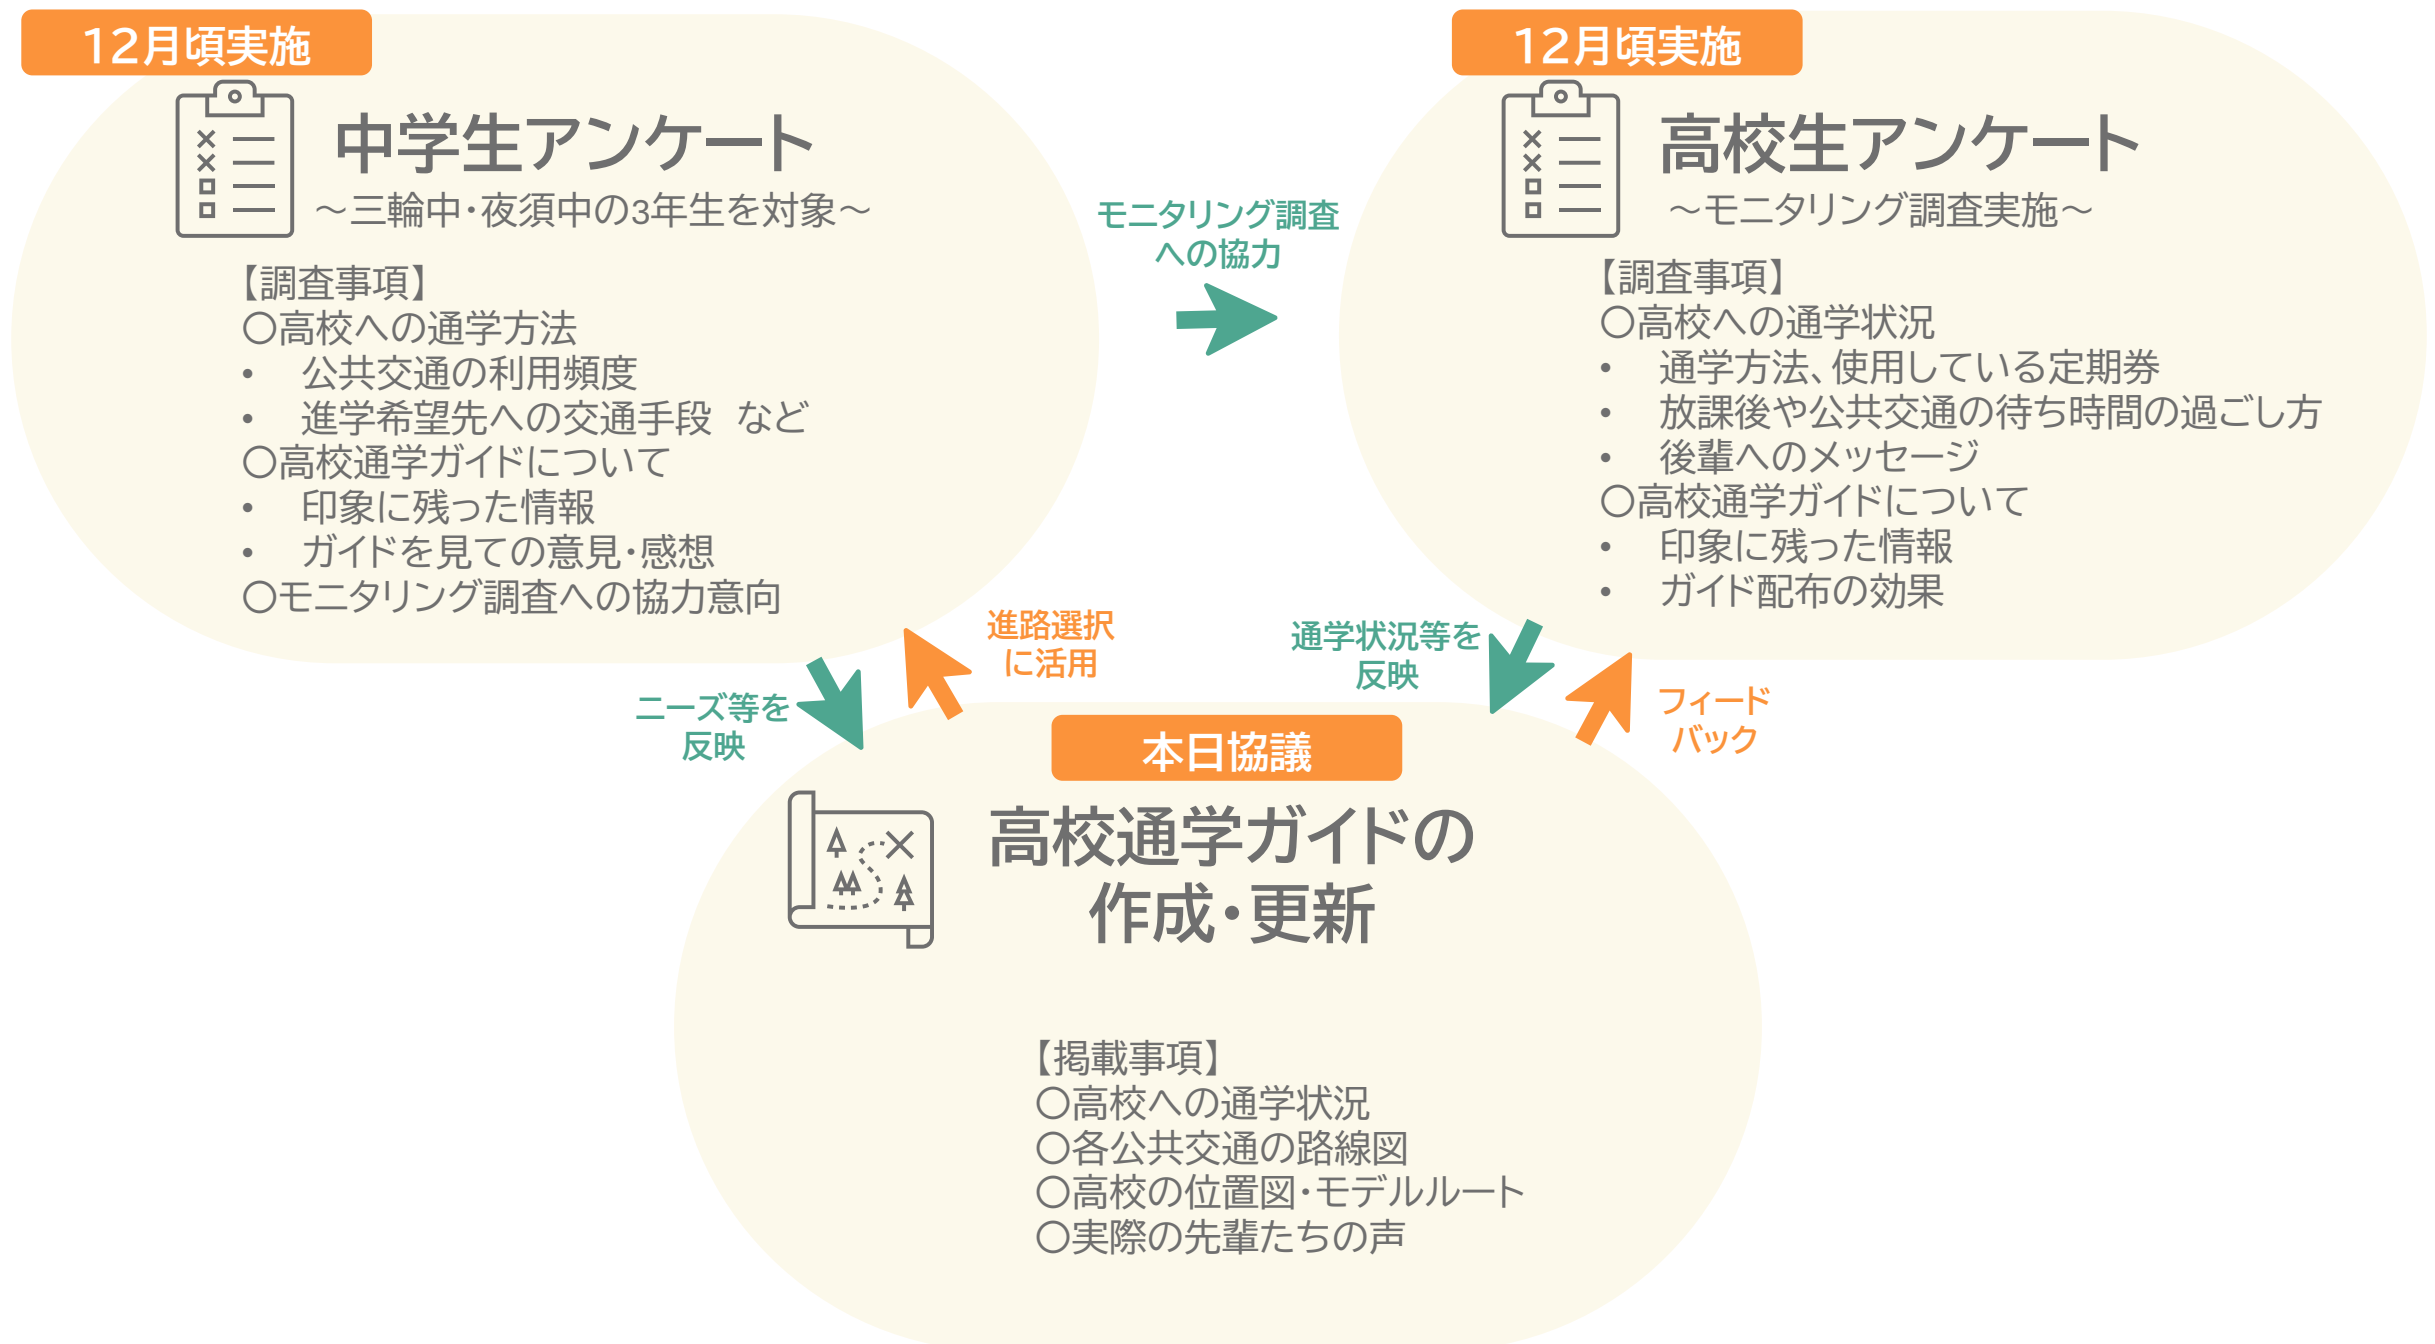 12月頃実施
中学生アンケート
～三輪中・夜須中の3年生を対象～
【調査事項】
○高校への通学方法
• 公共交通の利用頻度
• 進学希望先への交通手段　など
○高校通学ガイドについて
• 印象に残った情報
• ガイドを見ての意見・感想
○モニタリング調査への協力意向
モニタリング調査
への協力
12月頃実施
高校生アンケート
～モニタリング調査実施～
【調査事項】
○高校への通学状況
• 通学方法、使用している定期券
• 放課後や公共交通の待ち時間の過ごし方
• 後輩へのメッセージ
○高校通学ガイドについて
• 印象に残った情報
• ガイド配布の効果
ニーズ等を
反映
進路選択
に活用
通学状況等を
反映
フィード
バック
本日協議
高校通学ガイドの
作成・更新
【掲載事項】
○高校への通学状況
○各公共交通の路線図
○高校の位置図・モデルルート
○実際の先輩たちの声